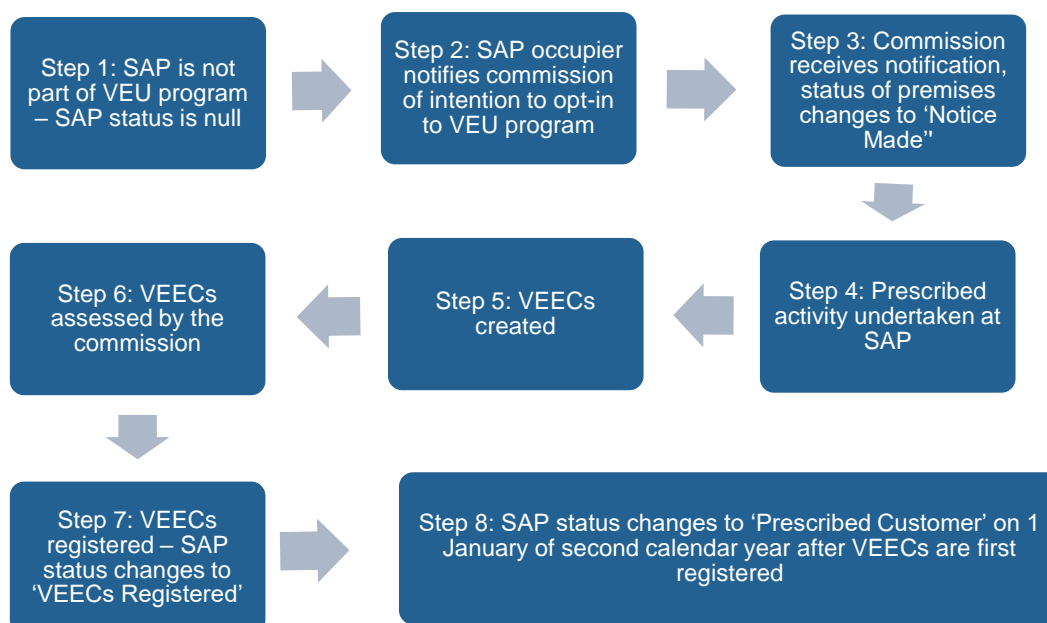 Step 1: SAP is not
part of VEU program
– SAP status is null
Step 2: SAP occupier
notifies commission
of intention to opt-in
to VEU program
Step 3: Commission
receives notification,
status of premises
changes to ‘Notice
Made”
Step 4: Prescribed
activity undertaken at
SAP
Step 5: VEECs
created
Step 6: VEECs
assessed by the
commission
Step 7: VEECs
registered – SAP
status changes to
‘VEECs Registered’
Step 8: SAP status changes to ‘Prescribed Customer’ on 1
January of second calendar year after VEECs are first
registered